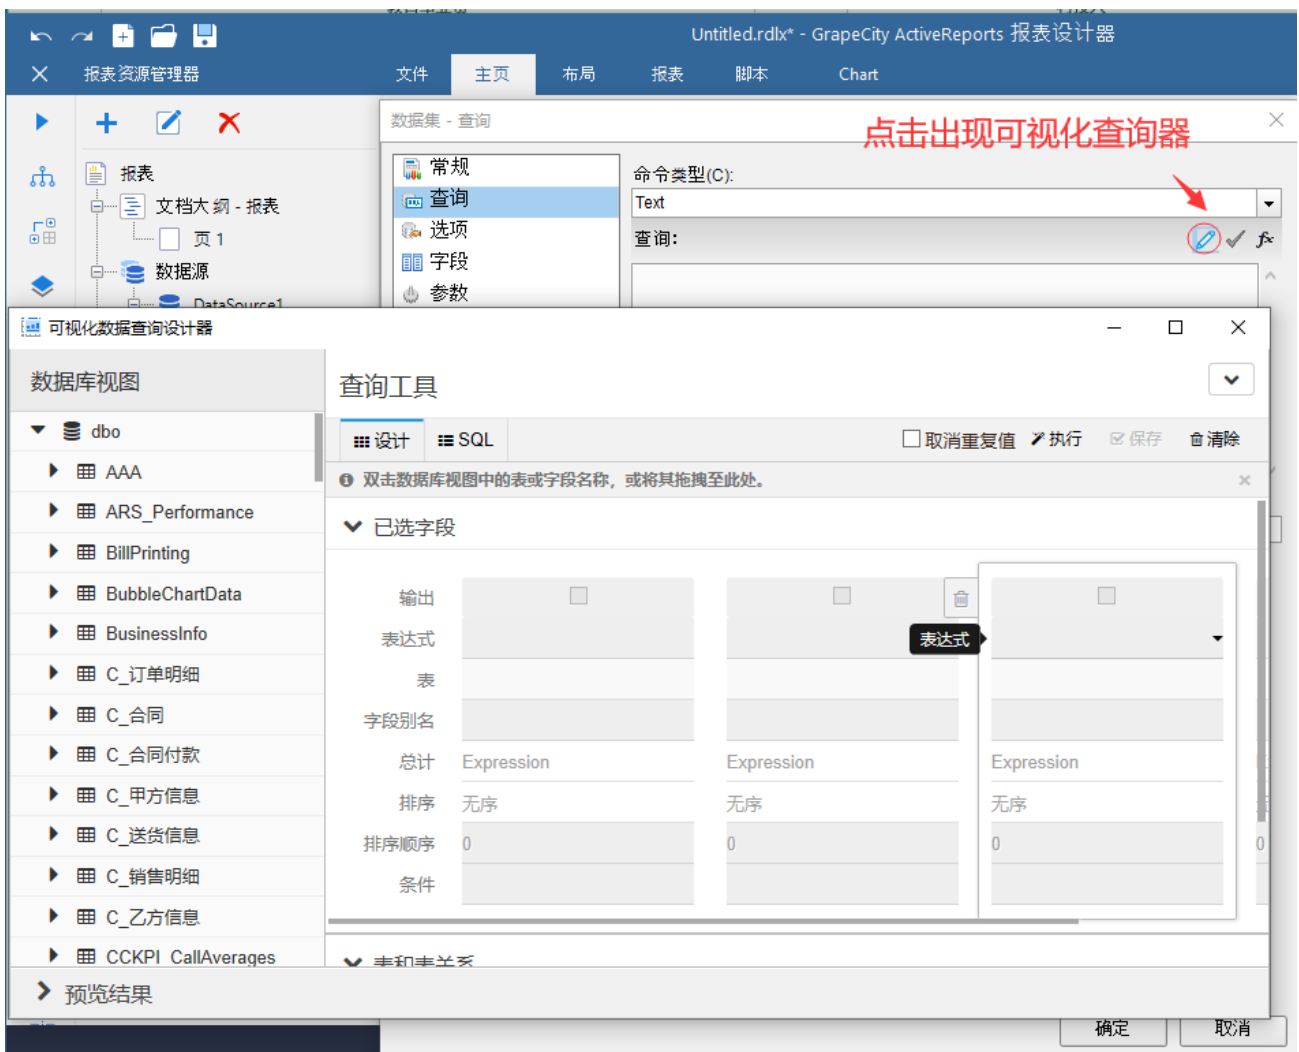 Untitled.rdlx* - GrapeCity ActiveReports 报表设计器
报表资源管理器
文件 主页 布局 报表 脚本 Chart
数据集 - 查询
点击出现可视化查询器
报表
文档大纲 - 报表
页 1
数据源
DataSource1
常规
查询
选项
字段
参数
命令类型(C):
Text
查询:
fx
可视化数据查询设计器
数据库视图
dbo
AAA
ARS_Performance
BillPrinting
BubbleChartData
BusinessInfo
C_订单明细
C_合同
C_合同付款
C_甲方信息
C_送货信息
C_销售明细
C_乙方信息
CCKPI_CallAverages
预览结果
查询工具
设计 SQL
取消重复值 执行 保存 清除
双击数据库视图中的表或字段名称，或将其拖拽至此处。
已选字段
输出
表达式 表达式
表
字段别名
总计 Expression Expression Expression
排序 无序 无序 无序
排序顺序 0 0 0 0
条件
表和表关系
确定 取消